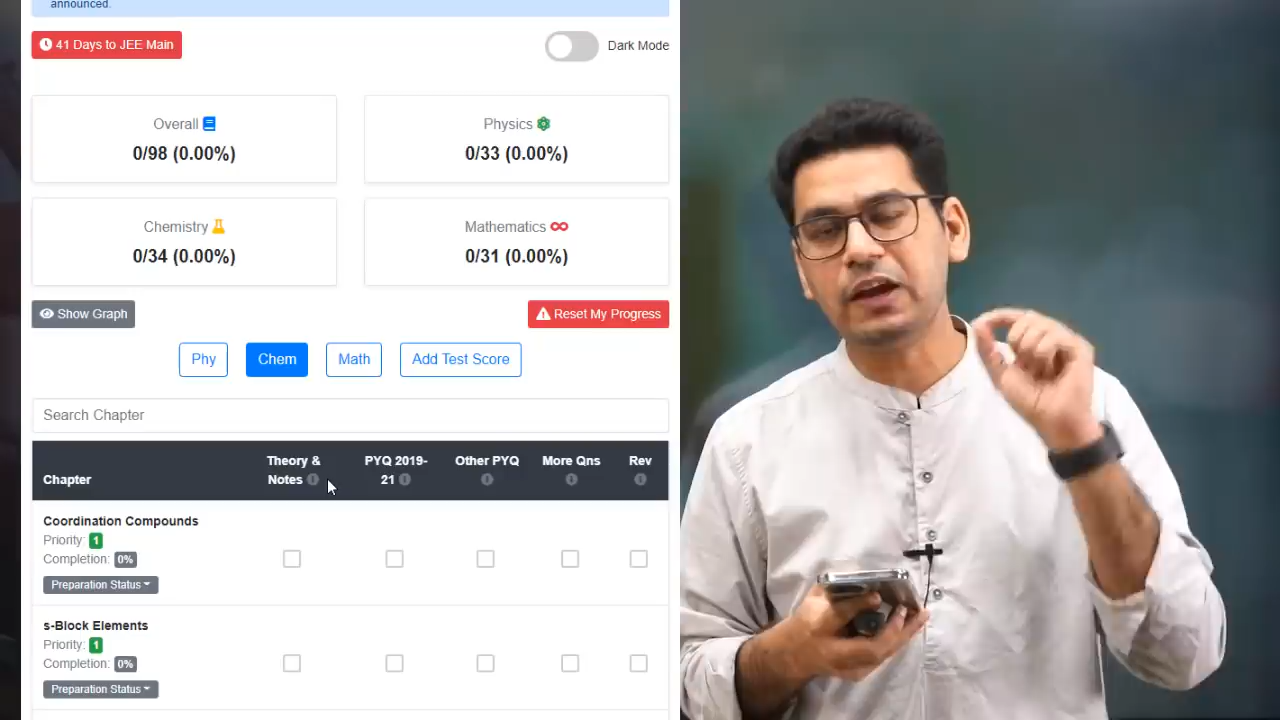 announced.
41 Days to JEE Main
Dark Mode
Overall
0/98 (0.00%)
Physics
0/33 (0.00%)
Chemistry
0/34 (0.00%)
Mathematics
0/31 (0.00%)
Show Graph
Reset My Progress
Phy
Chem
Math
Add Test Score
Search Chapter
Chapter
Theory &
Notes
PYQ 2019-
21
Other PYQ
More Qns
Rev
Coordination Compounds
Priority: 1
Completion: 0%
Preparation Status
s-Block Elements
Priority: 1
Completion: 0%
Preparation Status